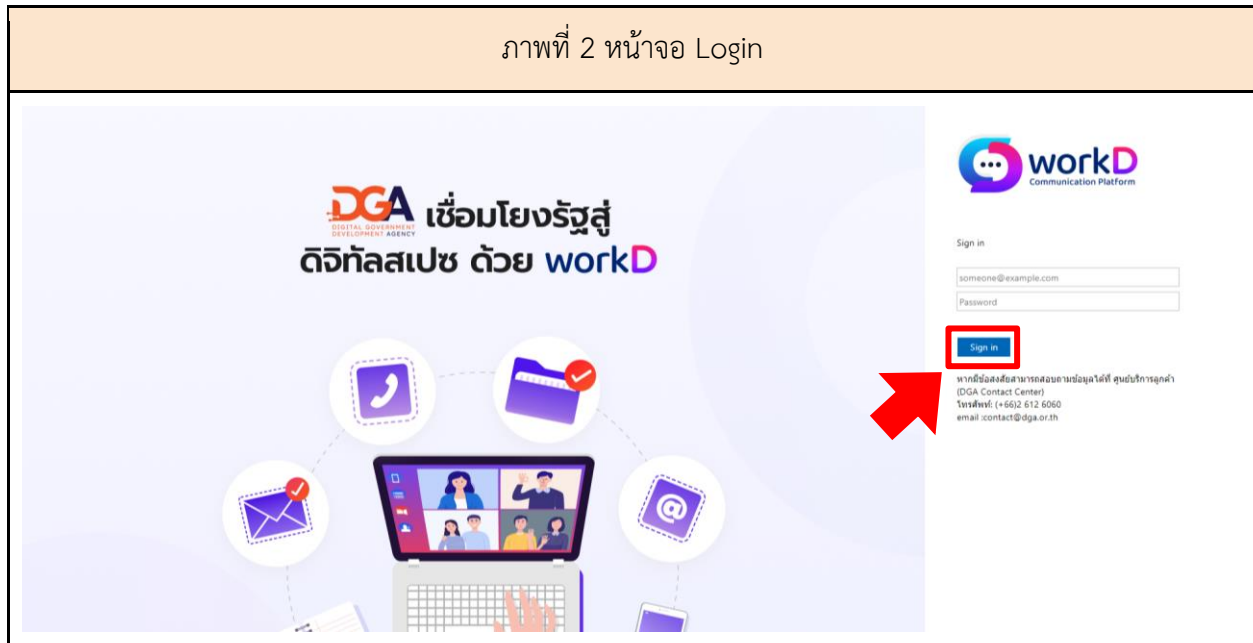 ภาพที่ 2 หน้าจอ Login
workD
Communication Platform
DGA เชื่อมโยงรัฐสู่
DIGITAL GOVERNMENT
DEVELOPMENT AGENCY
ดิจิทัลสเปซ ด้วย workD
Sign in
someone@example.com
Password
Sign in
หากมีข้อสงสัยสามารถสอบถามข้อมูลได้ที่ ศูนย์บริการลูกค้า
(DGA Contact Center)
โทรศัพท์: (+66)2 612 6060
email :contact@dga.or.th
@